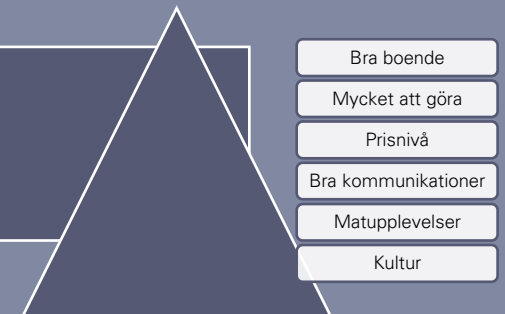 Bra boende
Mycket att göra
Prisnivå
Bra kommunikationer
Matupplevelser
Kultur